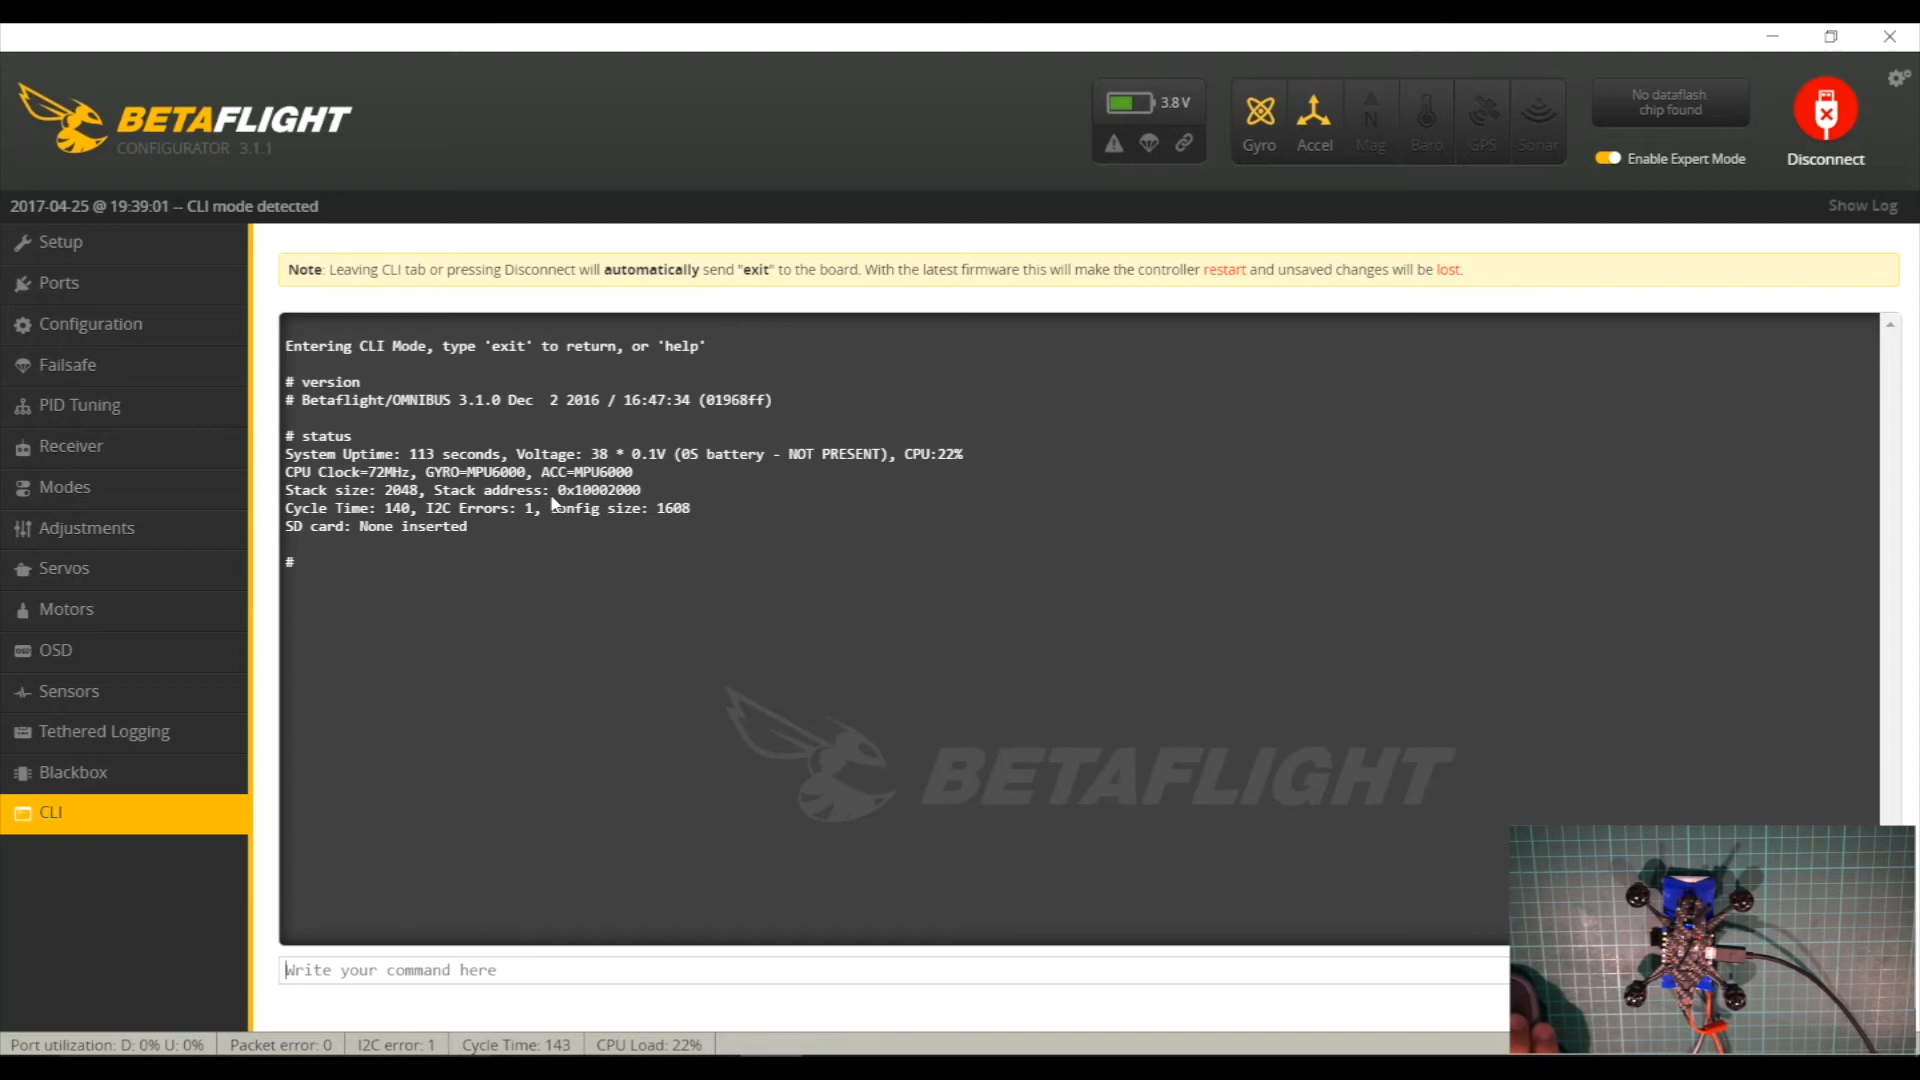 BETAFLIGHT
CONFIGURATOR 3.1.1
3.8 V
Gyro
Accel
Mag
Baro
GPS
Sonar
No dataflash
chip found
Enable Expert Mode
Disconnect
2017-04-25 @ 19:39:01 -- CLI mode detected
Show Log
Setup
Ports
Configuration
Failsafe
PID Tuning
Receiver
Modes
Adjustments
Servos
Motors
OSD
Sensors
Tethered Logging
Blackbox
CLI
Note: Leaving CLI tab or pressing Disconnect will automatically send "exit" to the board. With the latest firmware this will make the controller restart and unsaved changes will be lost.
Entering CLI Mode, type 'exit' to return, or 'help'
# version
# Betaflight/OMNIBUS 3.1.0 Dec  2 2016 / 16:47:34 (01968ff)
# status
System Uptime: 113 seconds, Voltage: 38 * 0.1V (0S battery - NOT PRESENT), CPU:22%
CPU Clock=72MHz, GYRO=MPU6000, ACC=MPU6000
Stack size: 2048, Stack address: 0x10002000
Cycle Time: 140, I2C Errors: 1, config size: 1608
SD card: None inserted
#
BETAFLIGHT
Write your command here
Port utilization: D: 0% U: 0%
Packet error: 0
I2C error: 1
Cycle Time: 143
CPU Load: 22%